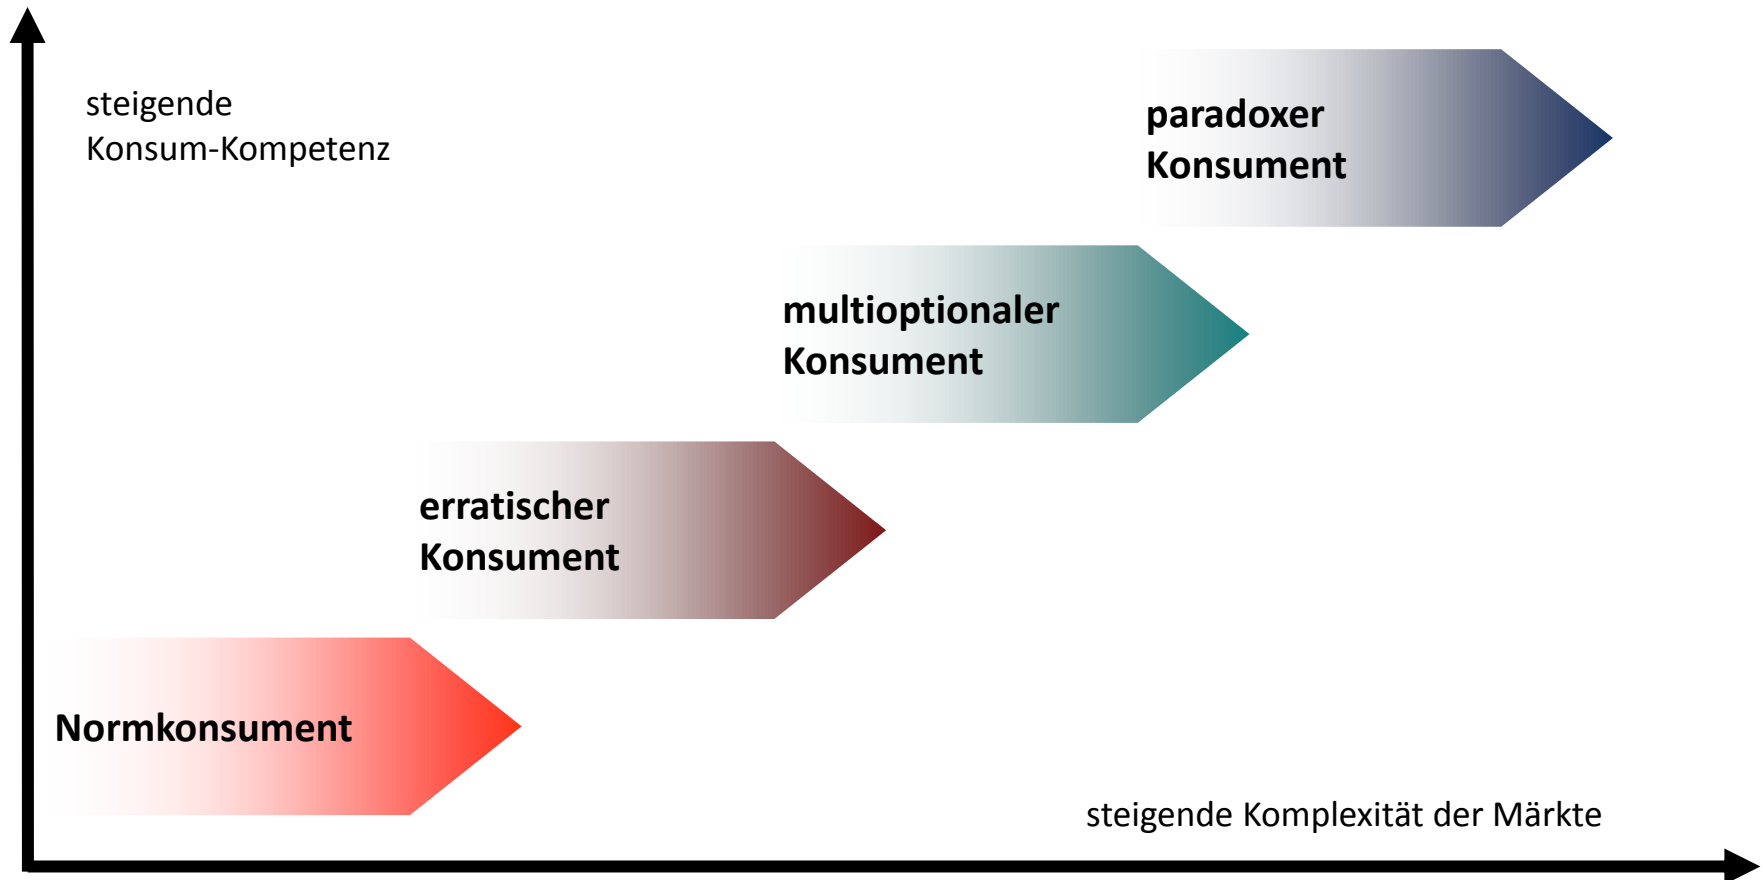 steigende
Konsum-Kompetenz
paradoxer
Konsument
multioptionaler
Konsument
erratischer
Konsument
Normkonsument
steigende Komplexität der Märkte